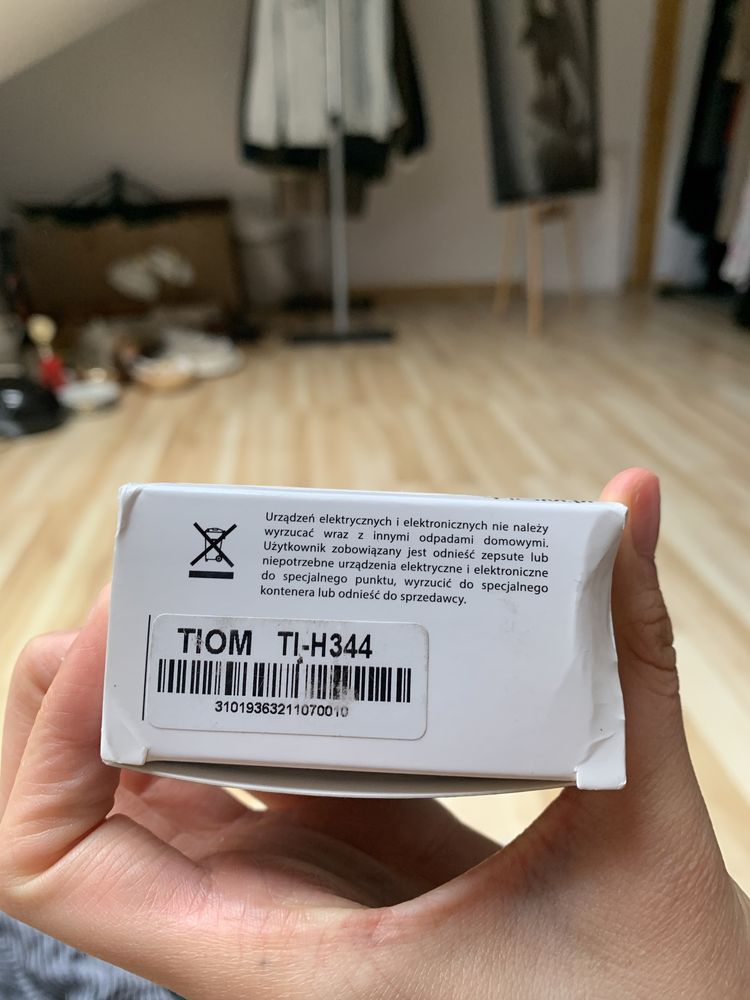 Urządzeń elektrycznych i elektronicznych nie należy
wyrzucać wraz z innymi odpadami domowymi.
Użytkownik zobowiązany jest odnieść zepsute lub
niepotrzebne urządzenia elektryczne i elektroniczne
do specjalnego punktu, wyrzucić do specjalnego
kontenera lub odnieść do sprzedawcy.
TIOM TI-H344
31019363211070010